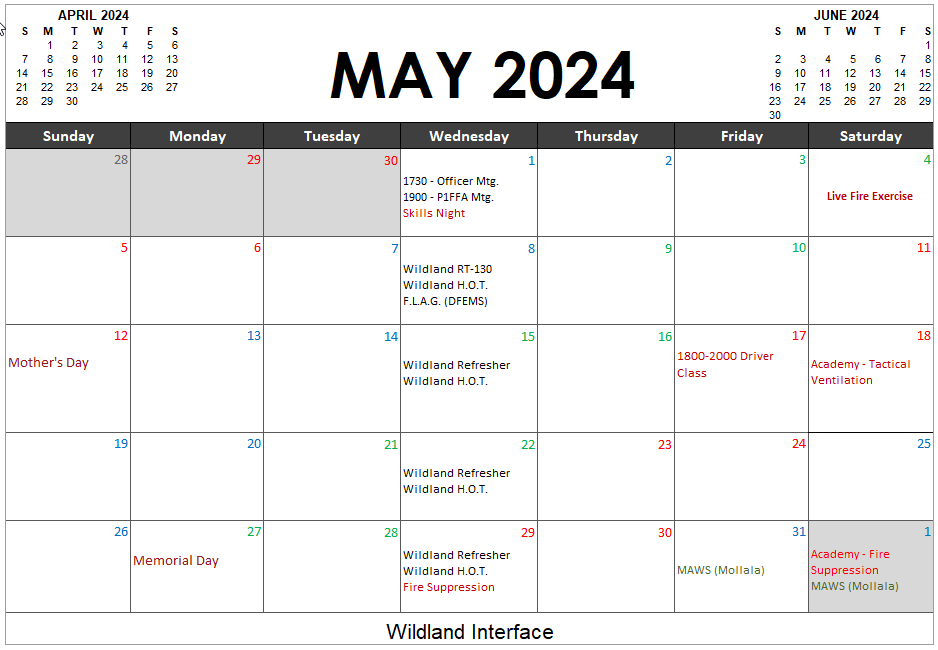 APRIL 2024
S M T W T F S
1 2 3 4 5 6
7 8 9 10 11 12 13
14 15 16 17 18 19 20
21 22 23 24 25 26 27
28 29 30
MAY 2024
JUNE 2024
S M T W T F S
1
2 3 4 5 6 7 8
9 10 11 12 13 14 15
16 17 18 19 20 21 22
23 24 25 26 27 28 29
30
Sunday Monday Tuesday Wednesday Thursday Friday Saturday
28 29 30 1 2 3 4
1730 - Officer Mtg.
1900 - P1FFA Mtg.
Skills Night
Live Fire Exercise
5 6 7 8 9 10 11
Wildland RT-130
Wildland H.O.T.
F.L.A.G. (DFEMS)
12 13 14 15 16 17 18
Mother's Day
Wildland Refresher
Wildland H.O.T.
1800-2000 Driver
Class
Academy - Tactical
Ventilation
19 20 21 22 23 24 25
Wildland Refresher
Wildland H.O.T.
26 27 28 29 30 31 1
Memorial Day
Wildland Refresher
Wildland H.O.T.
Fire Suppression
MAWS (Mollala)
Academy - Fire
Suppression
MAWS (Mollala)
Wildland Interface